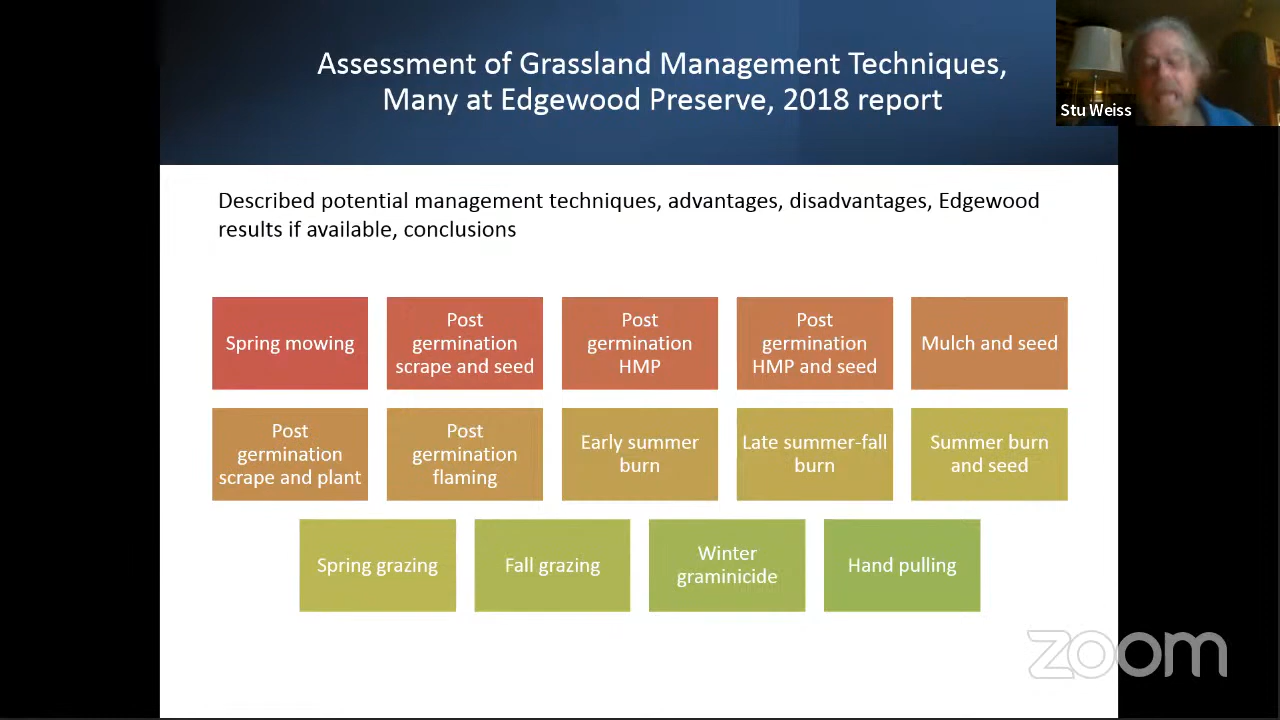 Assessment of Grassland Management Techniques,
Many at Edgewood Preserve, 2018 report
Stu Weiss
Described potential management techniques, advantages, disadvantages, Edgewood
results if available, conclusions
Spring mowing
Post
germination
scrape and seed
Post
germination
HMP
Post
germination
HMP and seed
Mulch and seed
Post
germination
scrape and plant
Post
germination
flaming
Early summer
burn
Late summer-fall
burn
Summer burn
and seed
Spring grazing
Fall grazing
Winter
graminicide
Hand pulling
zoom